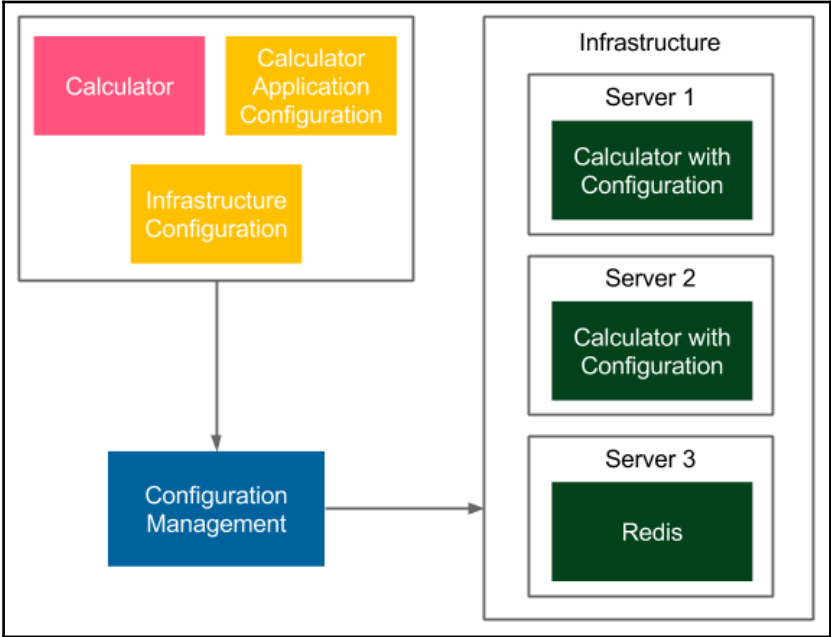 Calculator
Calculator
Application
Configuration
Infrastructure
Configuration
Configuration
Management
Infrastructure
Server 1
Calculator with
Configuration
Server 2
Calculator with
Configuration
Server 3
Redis